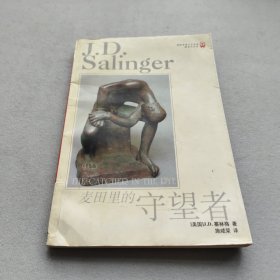 J.D.
Salinger
THE CATCHER IN THE RYE
麦田里的守望者
[美国]J.D.塞林格 著
施咸荣 译